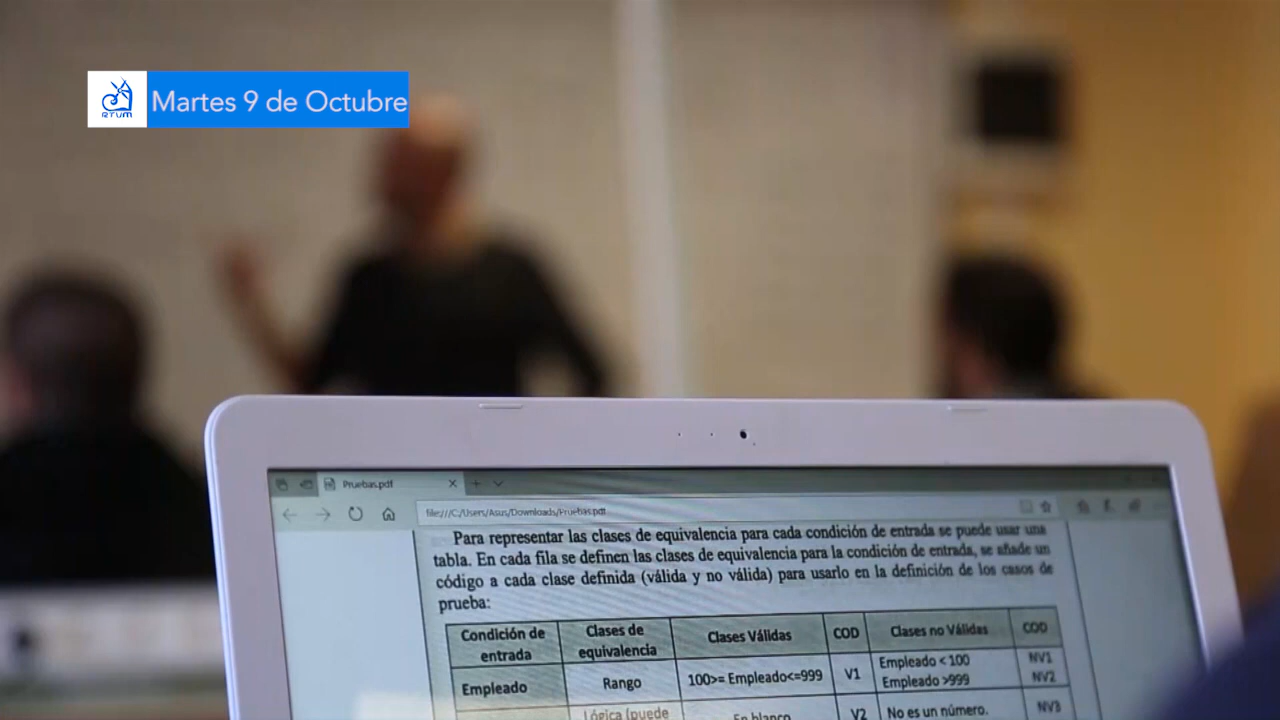 Martes 9 de Octubre
RTVM
Pruebas.pdf
file:///C:/Users/Asus/Downloads/Pruebas.pdf
Para representar las clases de equivalencia para cada condición de entrada se puede usar una
tabla. En cada fila se definen las clases de equivalencia para la condición de entrada, se añade un
código a cada clase definida (válida y no válida) para usarlo en la definición de los casos de
prueba:
Condición de entrada
Clases de equivalencia
Clases Válidas
COD
Clases no Válidas
COD
Empleado
Rango
100>= Empleado<=999
V1
Empleado < 100
NV1
Empleado >999
NV2
Lógica (puede
En blanco
V2
No es un número.
NV3